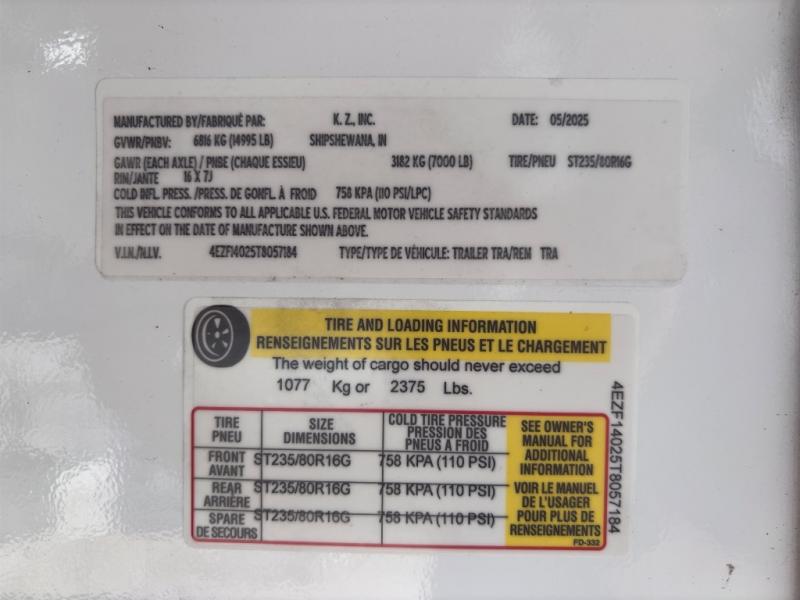 MANUFACTURED BY/FABRIQUÉ PAR: K. Z., INC. DATE: 05/2025
GVWR/PNBV: 6816 KG (14995 LB) SHIPSHEWANA, IN
GAWR (EACH AXLE) / PNBE (CHAQUE ESSIEU) 3182 KG (7000 LB) TIRE/PNEU ST235/80R16G
RIN/JANTE 16 X 7J
COLD INFL. PRESS. /PRESS. DE GONFL. À FROID 758 KPA (110 PSI/LPC)
THIS VEHICLE CONFORMS TO ALL APPLICABLE U.S. FEDERAL MOTOR VEHICLE SAFETY STANDARDS
IN EFFECT ON THE DATE OF MANUFACTURE SHOWN ABOVE.
V.I.N./N.I.V. 4EZF14025T8057184 TYPE/TYPE DE VÉHICULE: TRAILER TRA/REM TRA
TIRE AND LOADING INFORMATION
RENSEIGNEMENTS SUR LES PNEUS ET LE CHARGEMENT
The weight of cargo should never exceed
1077 Kg or 2375 Lbs.
TIRE
PNEU
SIZE
DIMENSIONS
COLD TIRE PRESSURE
PRESSION DES
PNEUS À FROID
FRONT
AVANT
ST235/80R16G
758 KPA (110 PSI)
REAR
ARRIÈRE
ST235/80R16G
758 KPA (110 PSI)
SPARE
DE SECOURS
ST235/80R16G
758 KPA (110 PSI)
SEE OWNER'S
MANUAL FOR
ADDITIONAL
INFORMATION
VOIR LE MANUEL
DE L'USAGER
POUR PLUS DE
RENSEIGNEMENTS
FD-332
4EZF14025T8057184